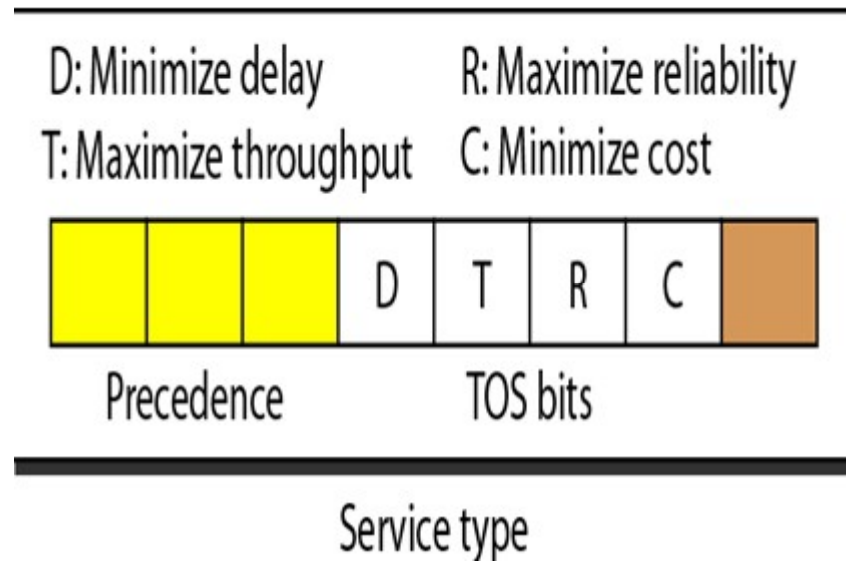 D: Minimize delay R: Maximize reliability
T: Maximize throughput C: Minimize cost
D T R C
Precedence TOS bits
Service type